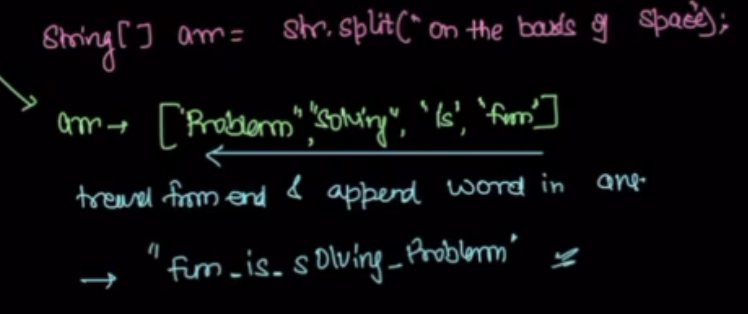 String[] arr = str.split(" on the basis of space);
arr → ["Problem","Solving", 'is', 'fun']
travel from end & append word in ans.
→ "fun_is_solving_Problem"